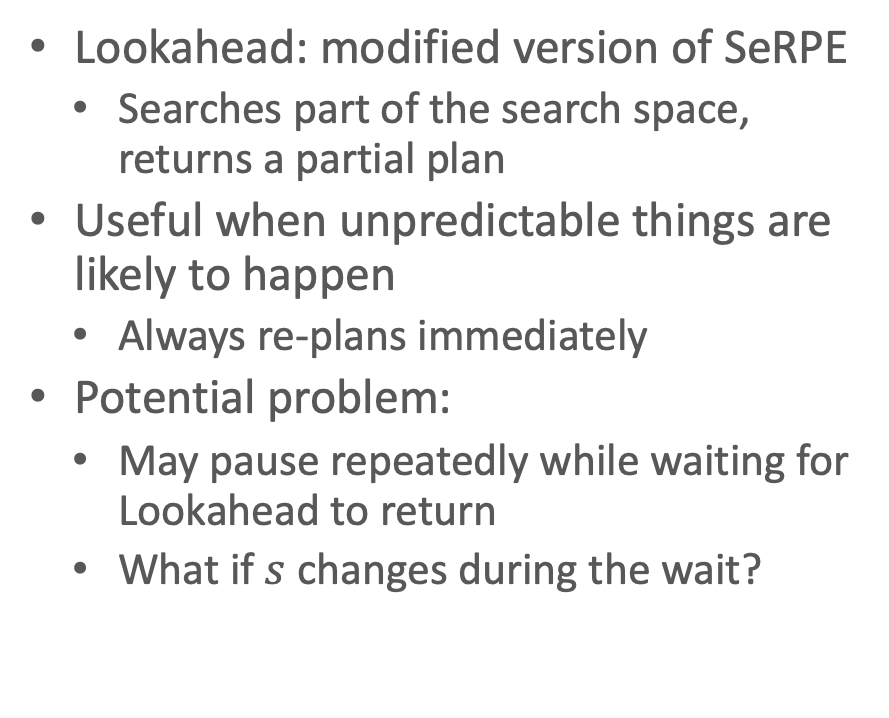 • Lookahead: modified version of SeRPE
• Searches part of the search space,
returns a partial plan
• Useful when unpredictable things are
likely to happen
• Always re-plans immediately
• Potential problem:
• May pause repeatedly while waiting for
Lookahead to return
• What if s changes during the wait?